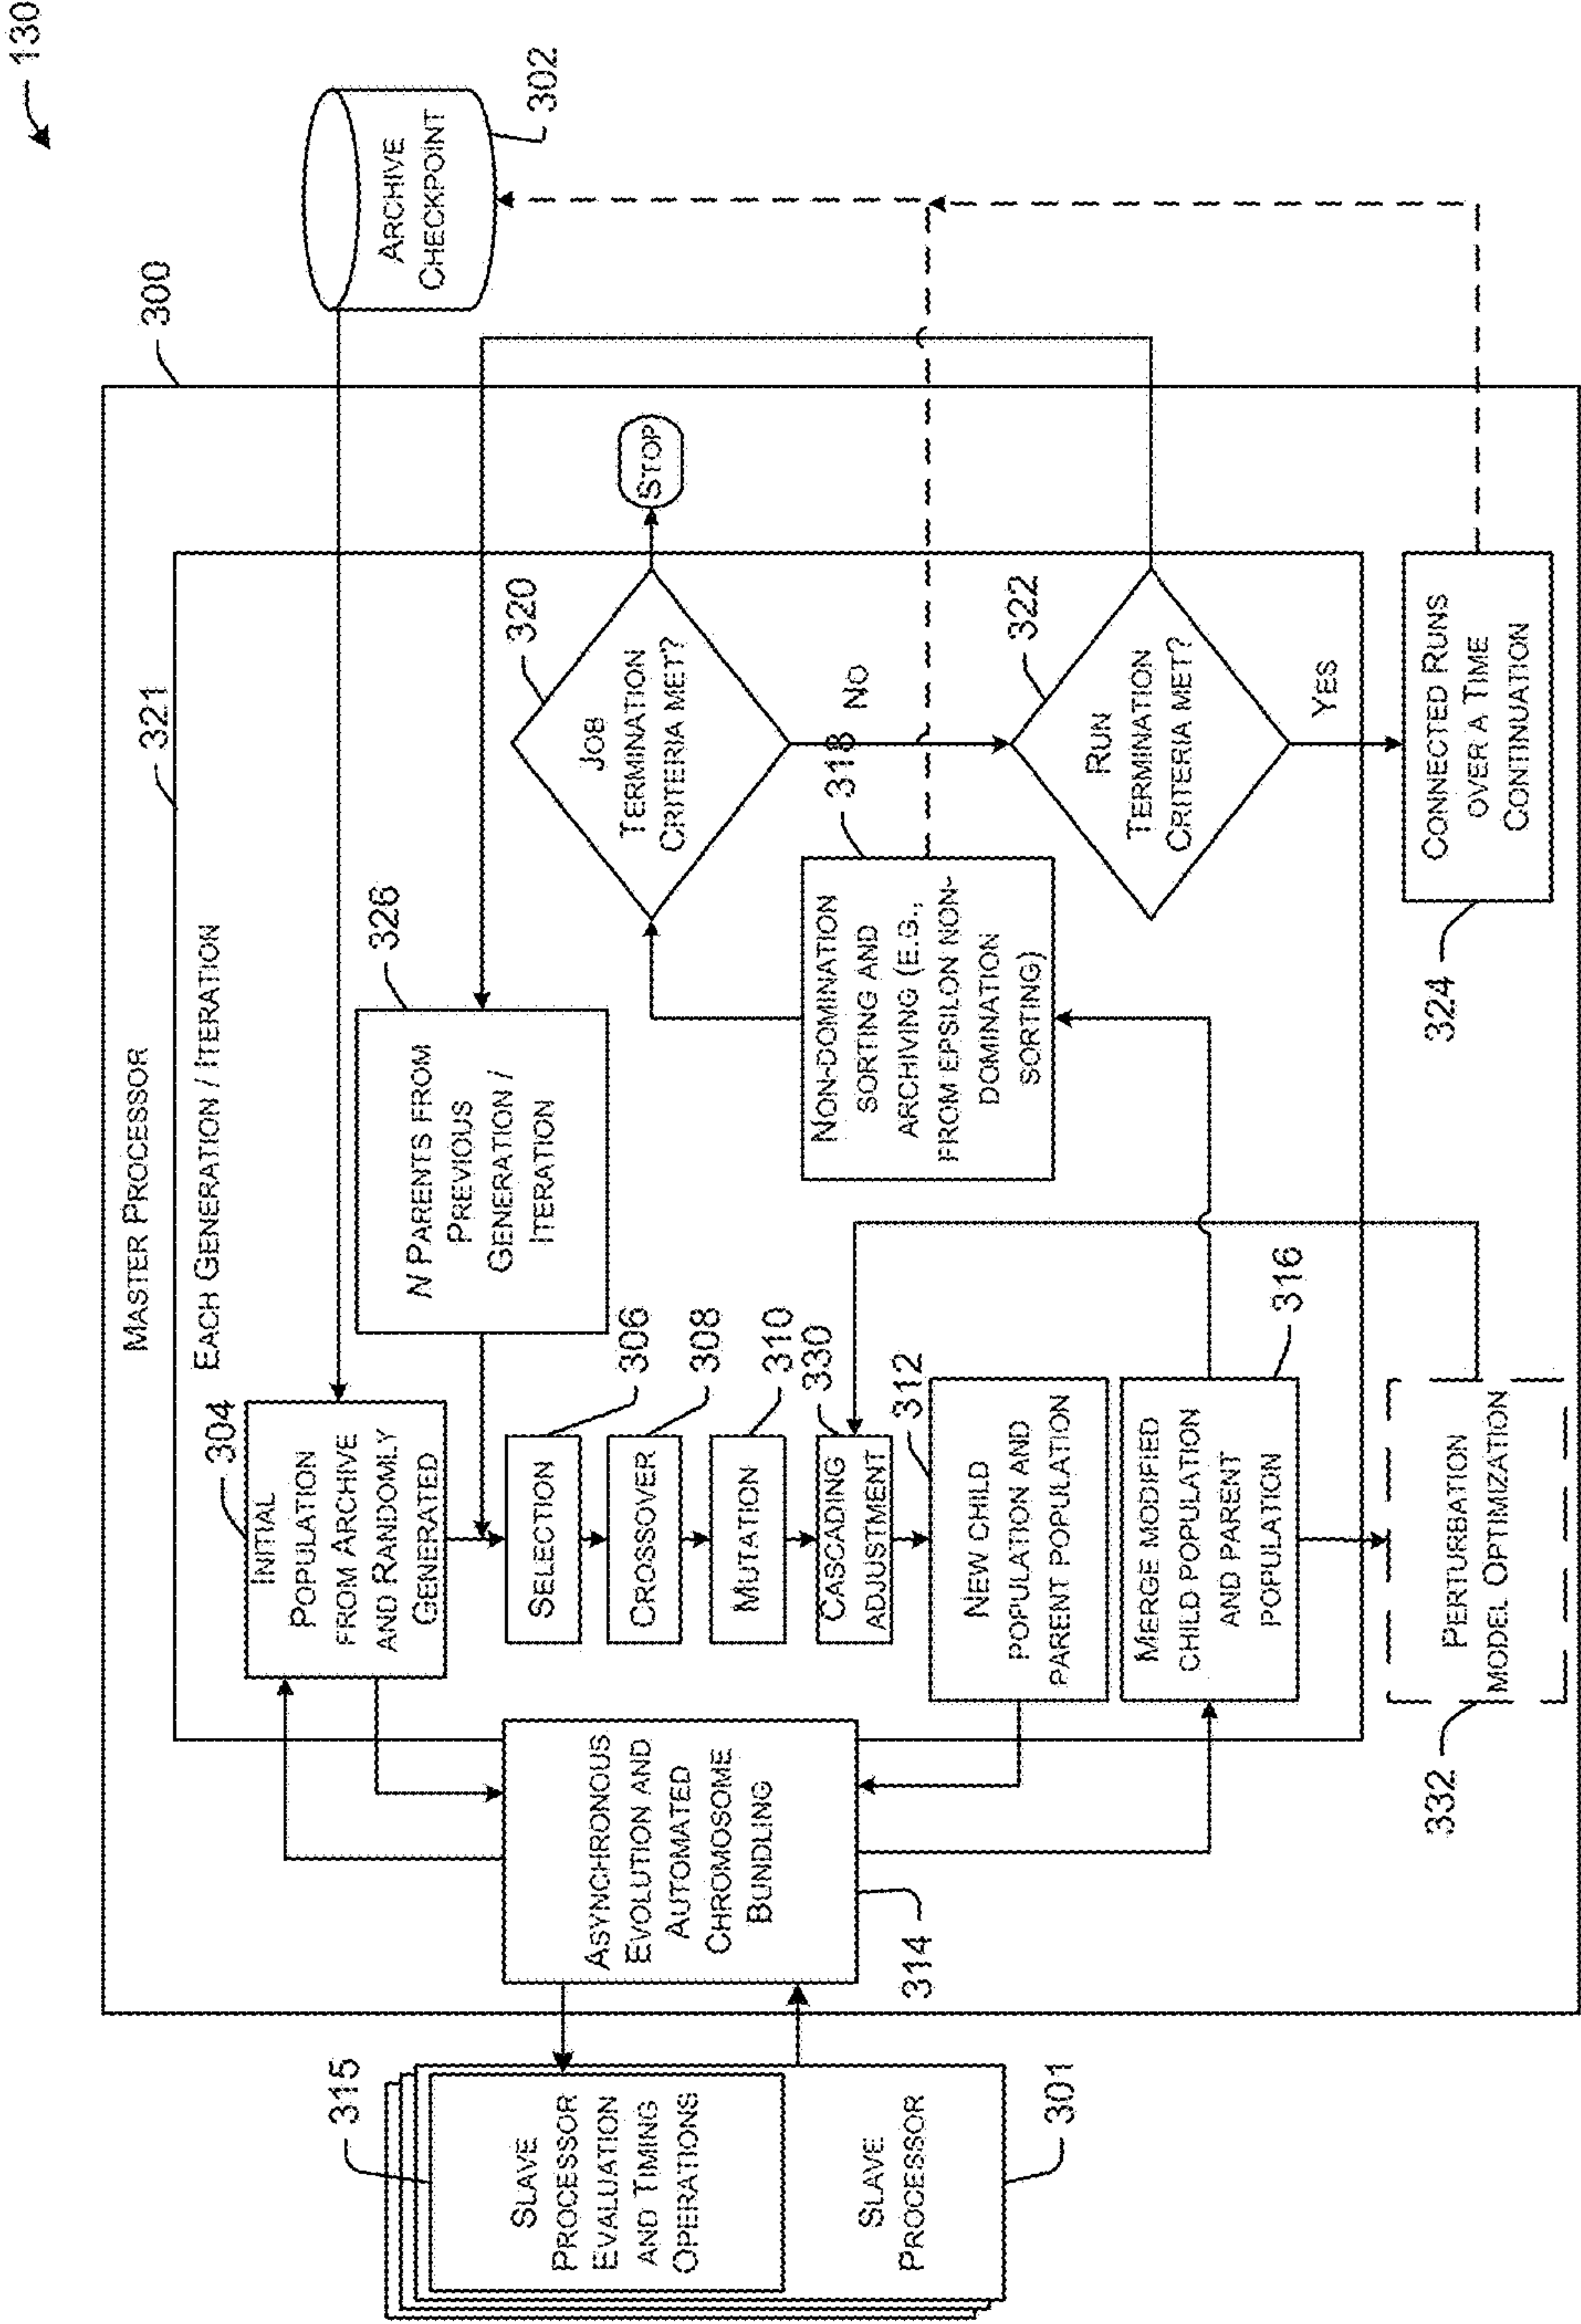 130
300
MASTER PROCESSOR
321
EACH GENERATION / ITERATION
304
INITIAL
POPULATION
FROM ARCHIVE
AND RANDOMLY
GENERATED
326
N PARENTS FROM
PREVIOUS
GENERATION /
ITERATION
ARCHIVE
CHECKPOINT
302
SELECTION
306
CROSSOVER
308
MUTATION
310
CASCADING
ADJUSTMENT
330
NEW CHILD
POPULATION AND
PARENT POPULATION
312
MERGE MODIFIED
CHILD POPULATION
AND PARENT
POPULATION
316
NON-DOMINATION
SORTING AND
ARCHIVING (E.G.,
FROM EPSILON NON-
DOMINATION
SORTING)
318
JOB
TERMINATION
CRITERIA MET?
320
STOP
NO
RUN
TERMINATION
CRITERIA MET?
322
YES
CONNECTED RUNS
OVER A TIME
CONTINUATION
324
PERTURBATION
MODEL OPTIMIZATION
332
ASYNCHRONOUS
EVOLUTION AND
AUTOMATED
CHROMOSOME
BUNDLING
314
315
SLAVE
PROCESSOR
EVALUATION
AND TIMING
OPERATIONS
SLAVE
PROCESSOR
301